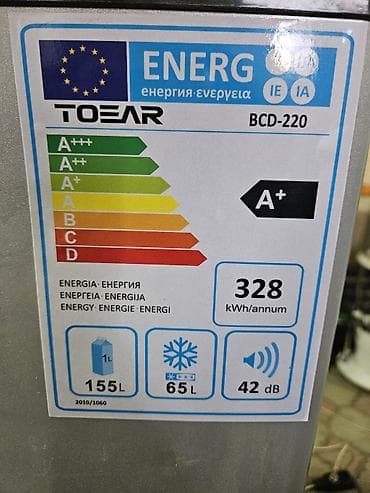 ENERG
енергия·ενεργεια
IE
IA
TOEAR
BCD-220
A+++
A++
A+
A
B
C
D
A+
ENERGIA·ЕНЕРГИЯ
ΕΝΕΡΓΕΙΑ·ENERGIJA
ENERGY·ENERGIE·ENERGI
328
kWh/annum
1L
155L
65L
42 dB
2010/1060